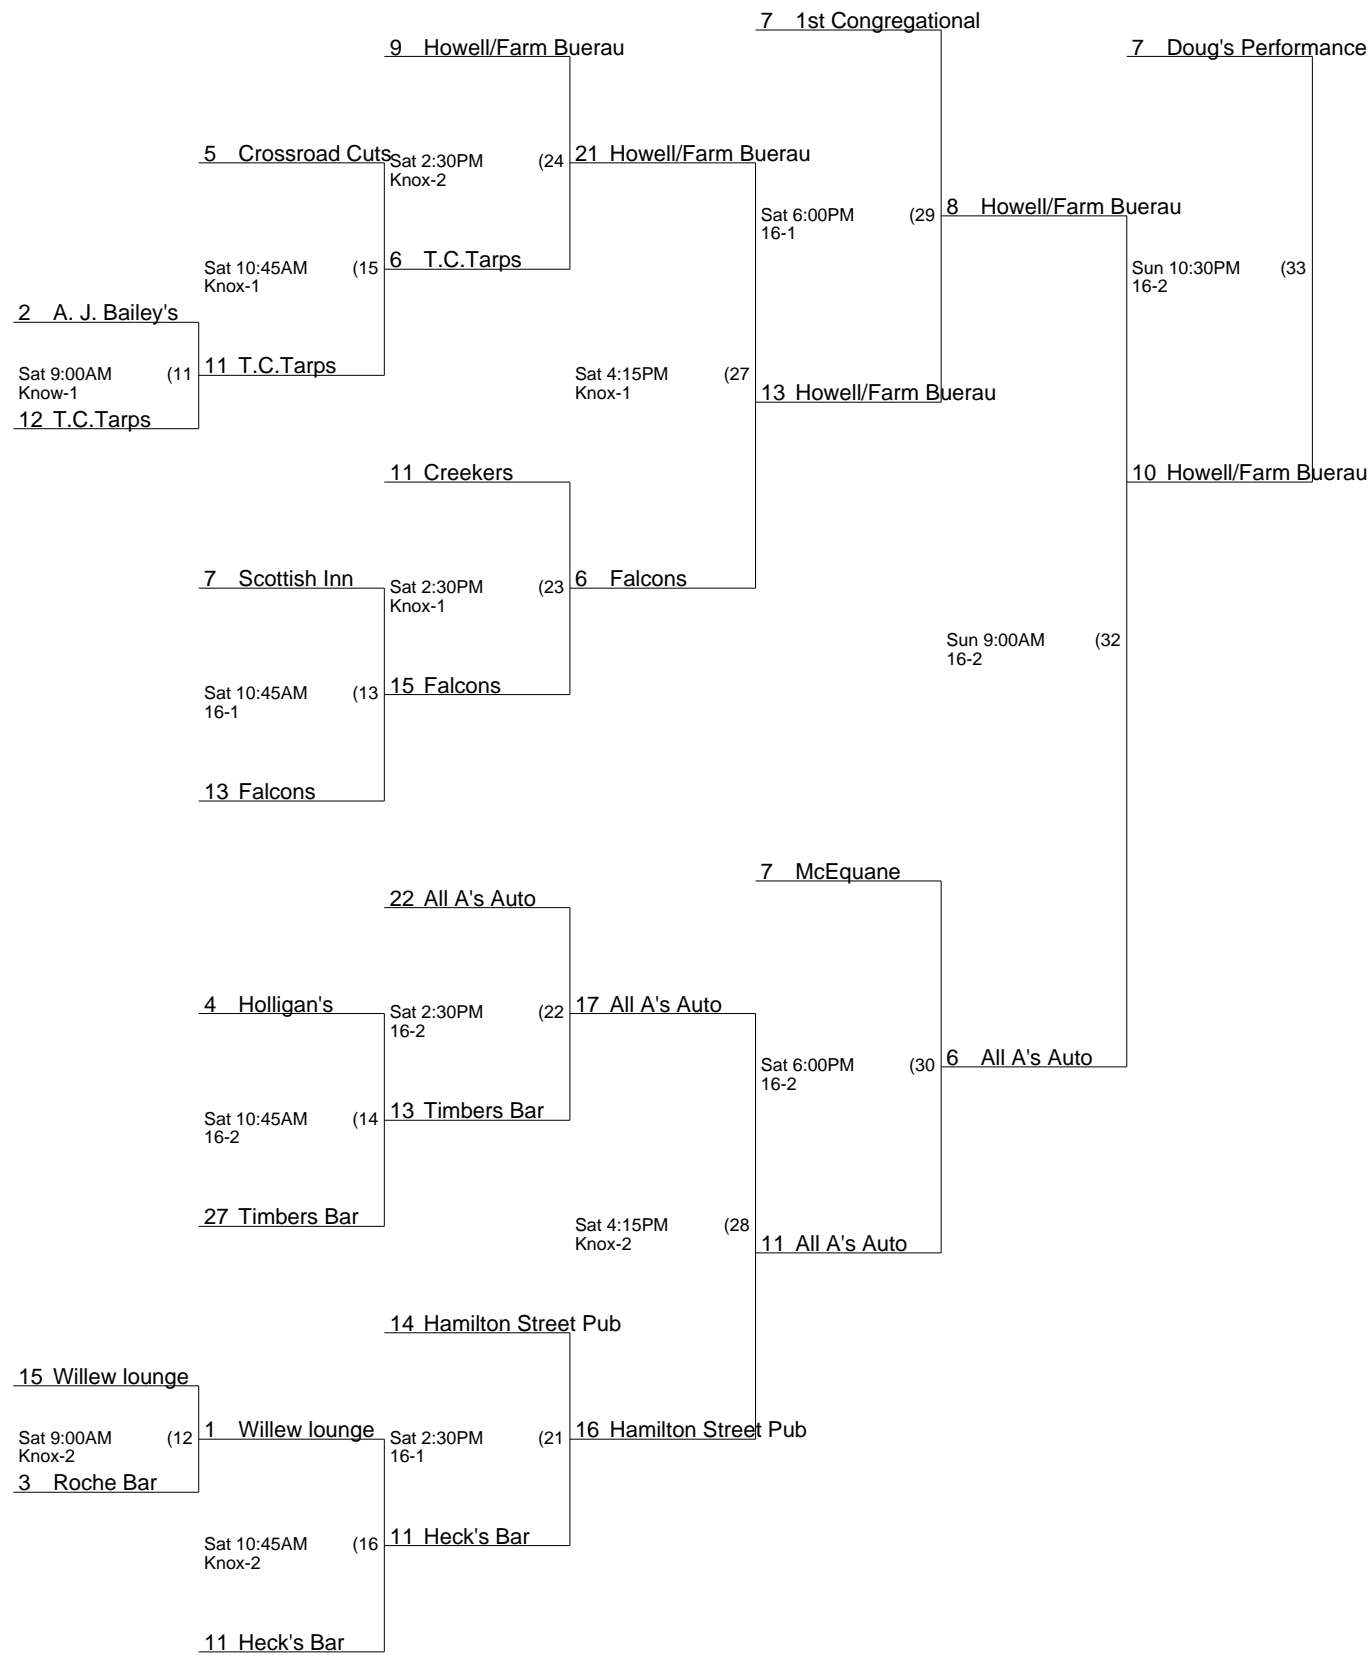 7 1st Congregational
9 Howell/Farm Buerau
7 Doug's Performance
5 Crossroad Cuts
Sat 2:30PM (24
Knox-2
21 Howell/Farm Buerau
Sat 6:00PM (29
16-1
8 Howell/Farm Buerau
Sat 10:45AM (15
Knox-1
6 T.C.Tarps
Sun 10:30PM (33
16-2
2 A. J. Bailey's
Sat 9:00AM (11
Know-1
11 T.C.Tarps
Sat 4:15PM (27
Knox-1
13 Howell/Farm Buerau
12 T.C.Tarps
11 Creekers
10 Howell/Farm Buerau
7 Scottish Inn
Sat 2:30PM (23
Knox-1
6 Falcons
Sun 9:00AM (32
16-2
Sat 10:45AM (13
16-1
15 Falcons
13 Falcons
7 McEquane
22 All A's Auto
4 Holligan's
Sat 2:30PM (22
16-2
17 All A's Auto
Sat 6:00PM (30
16-2
6 All A's Auto
Sat 10:45AM (14
16-2
13 Timbers Bar
27 Timbers Bar
Sat 4:15PM (28
Knox-2
11 All A's Auto
14 Hamilton Street Pub
15 Willew lounge
Sat 9:00AM (12
Knox-2
1 Willew lounge
Sat 2:30PM (21
16-1
16 Hamilton Street Pub
3 Roche Bar
Sat 10:45AM (16
Knox-2
11 Heck's Bar
11 Heck's Bar